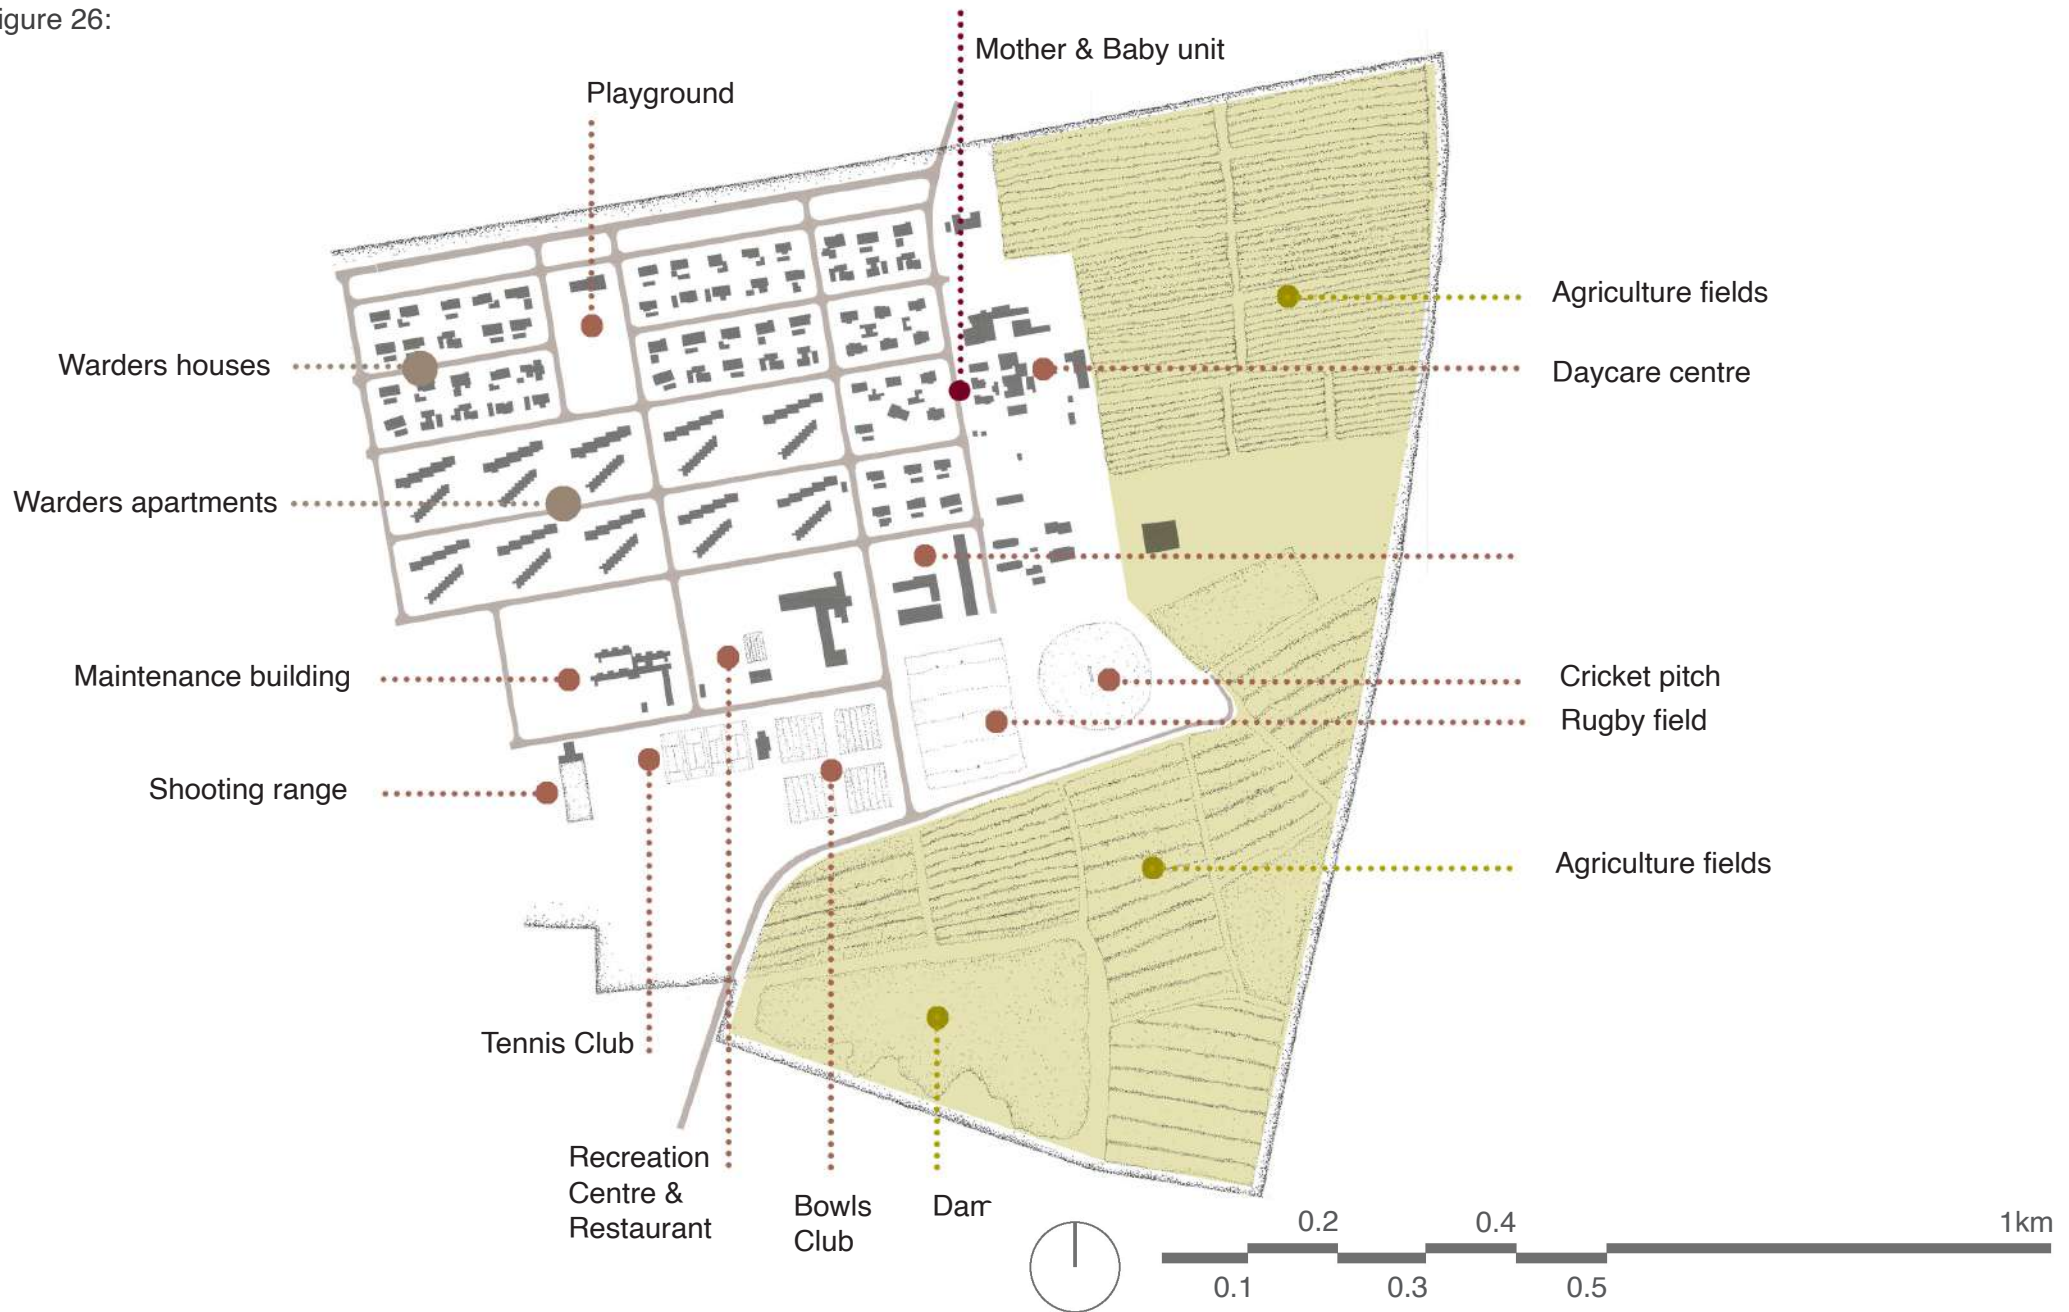 igure 26:
Mother & Baby unit
Playground
Agriculture fields
Warders houses
Daycare centre
Warders apartments
Maintenance building
Cricket pitch
Rugby field
Shooting range
Agriculture fields
Tennis Club
Recreation
Centre &
Restaurant
Bowls
Club
Dam
0.2
0.4
1km
0.1
0.3
0.5